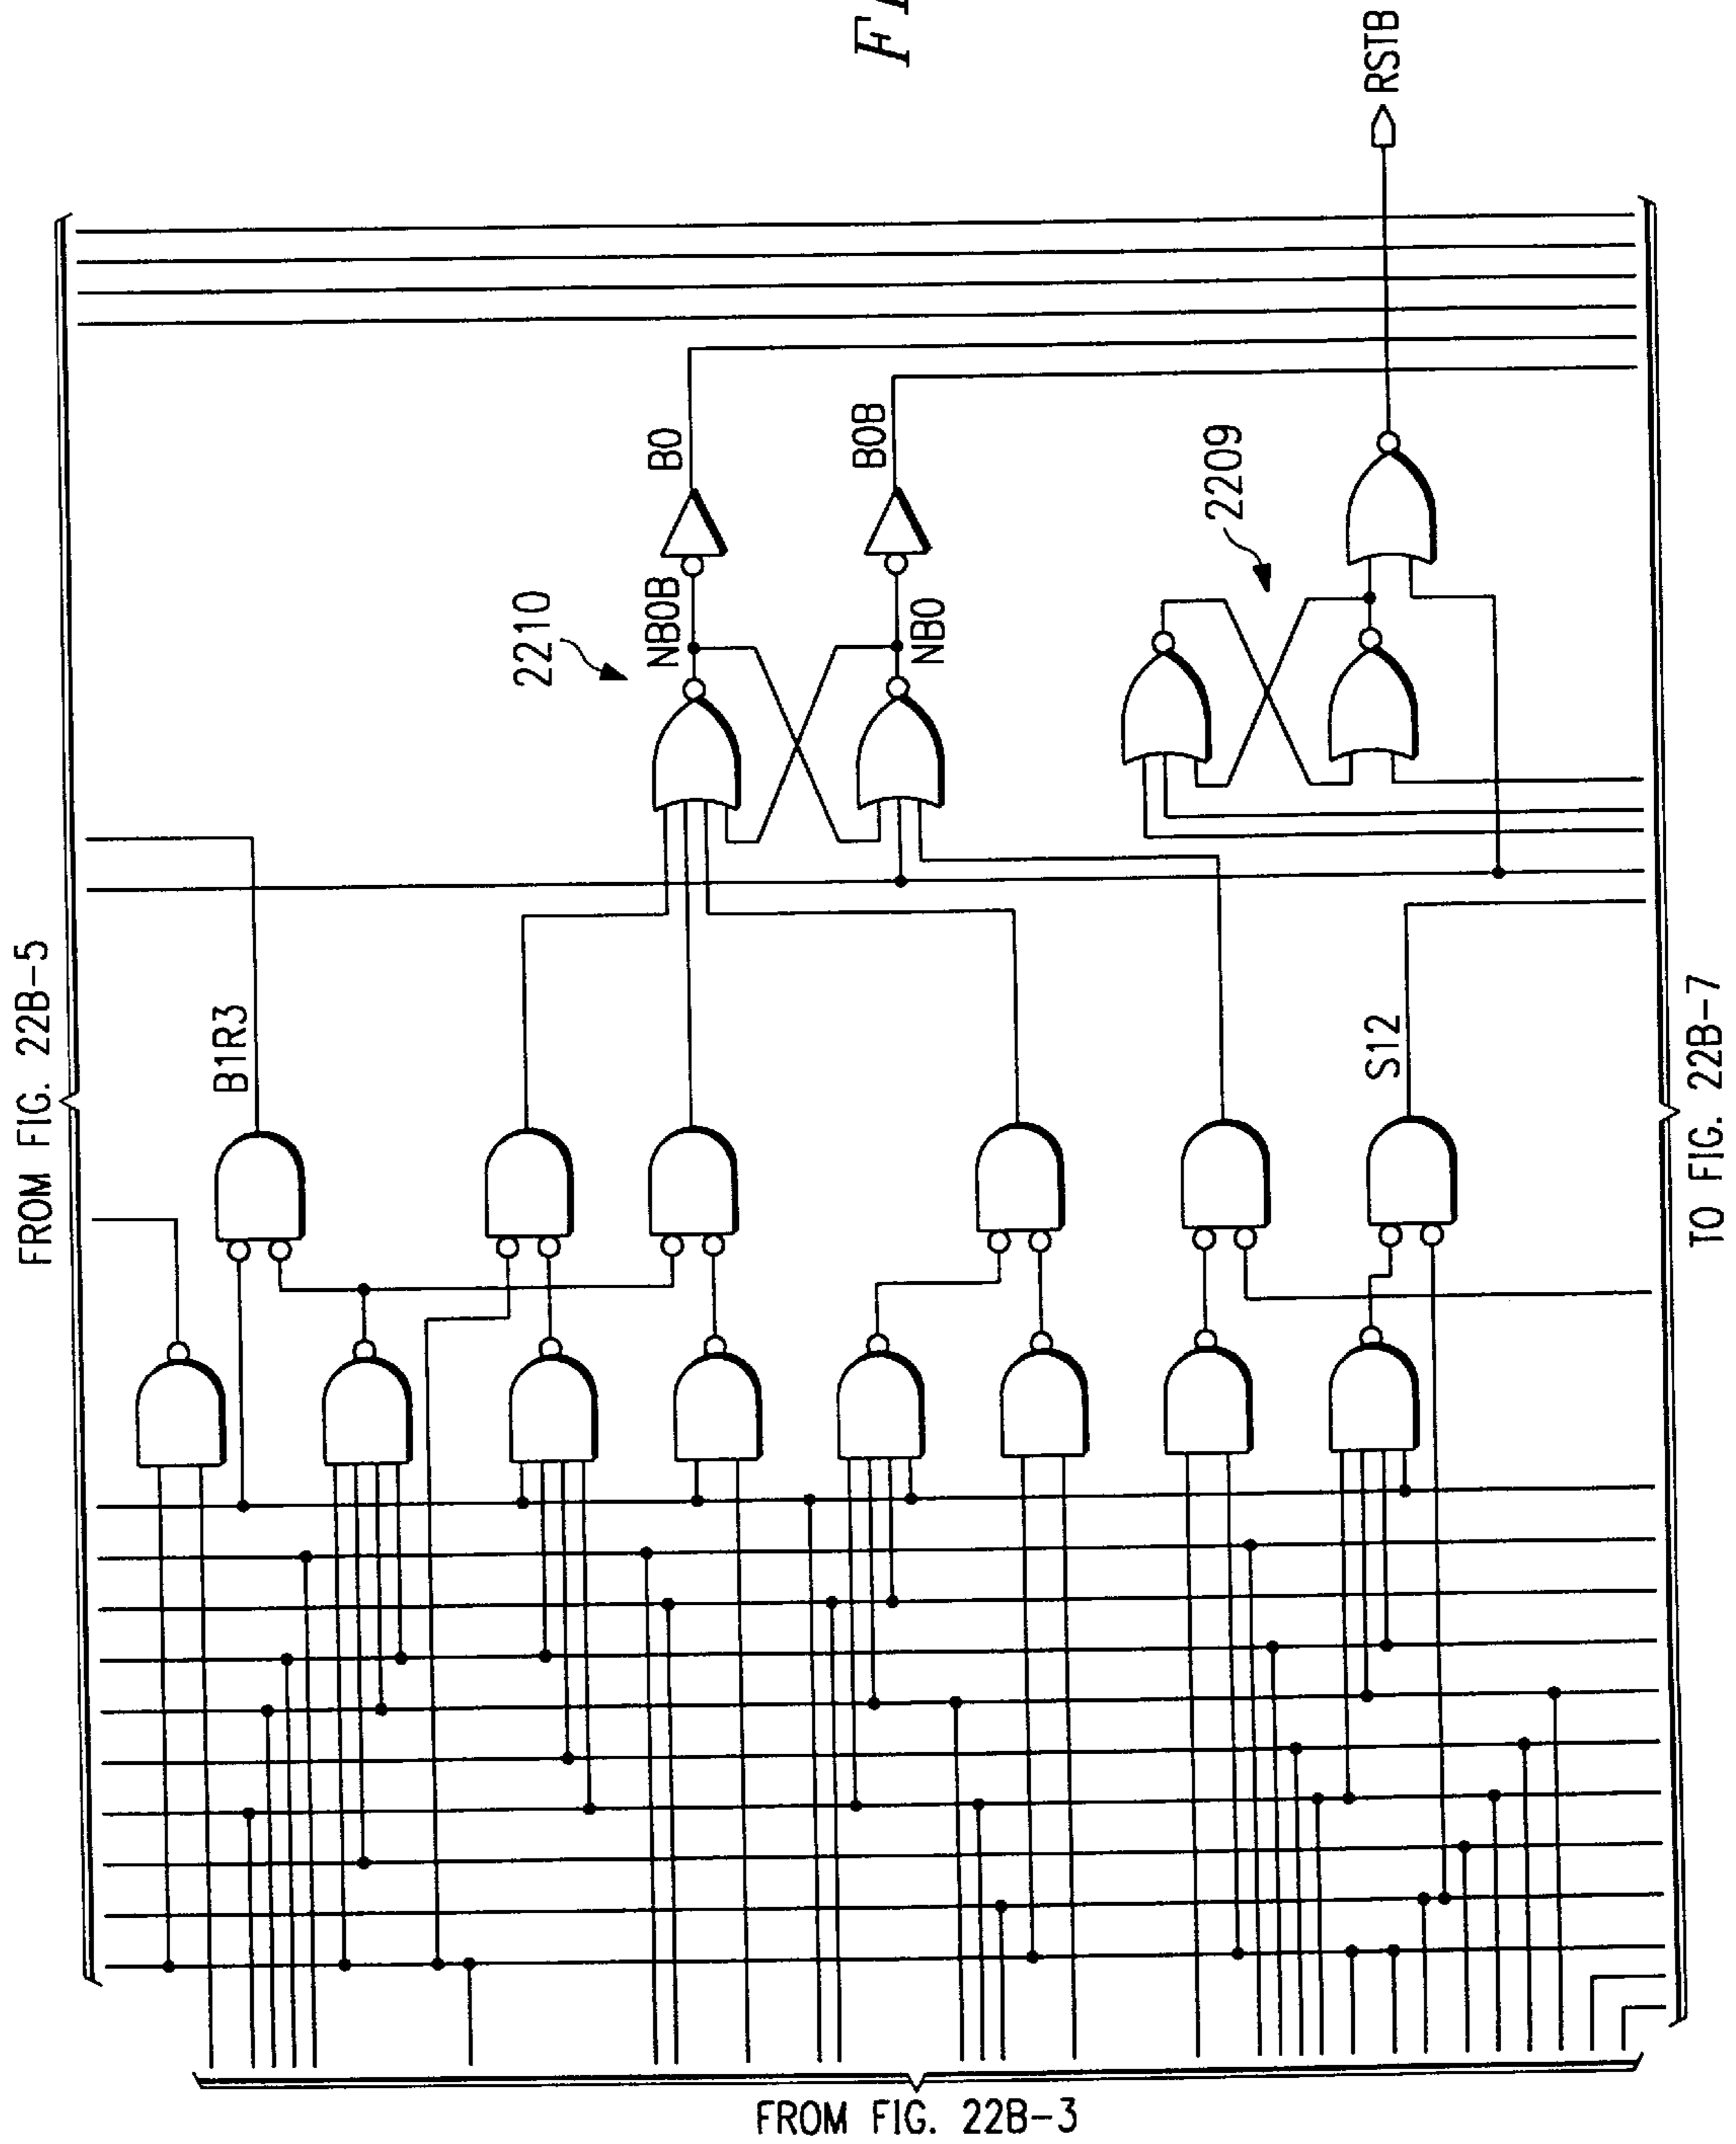 FROM FIG. 22B-5
RSTB
B1R3
2210
NB0B
B0
NB0
B0B
2209
S12
TO FIG. 22B-7
FROM FIG. 22B-3